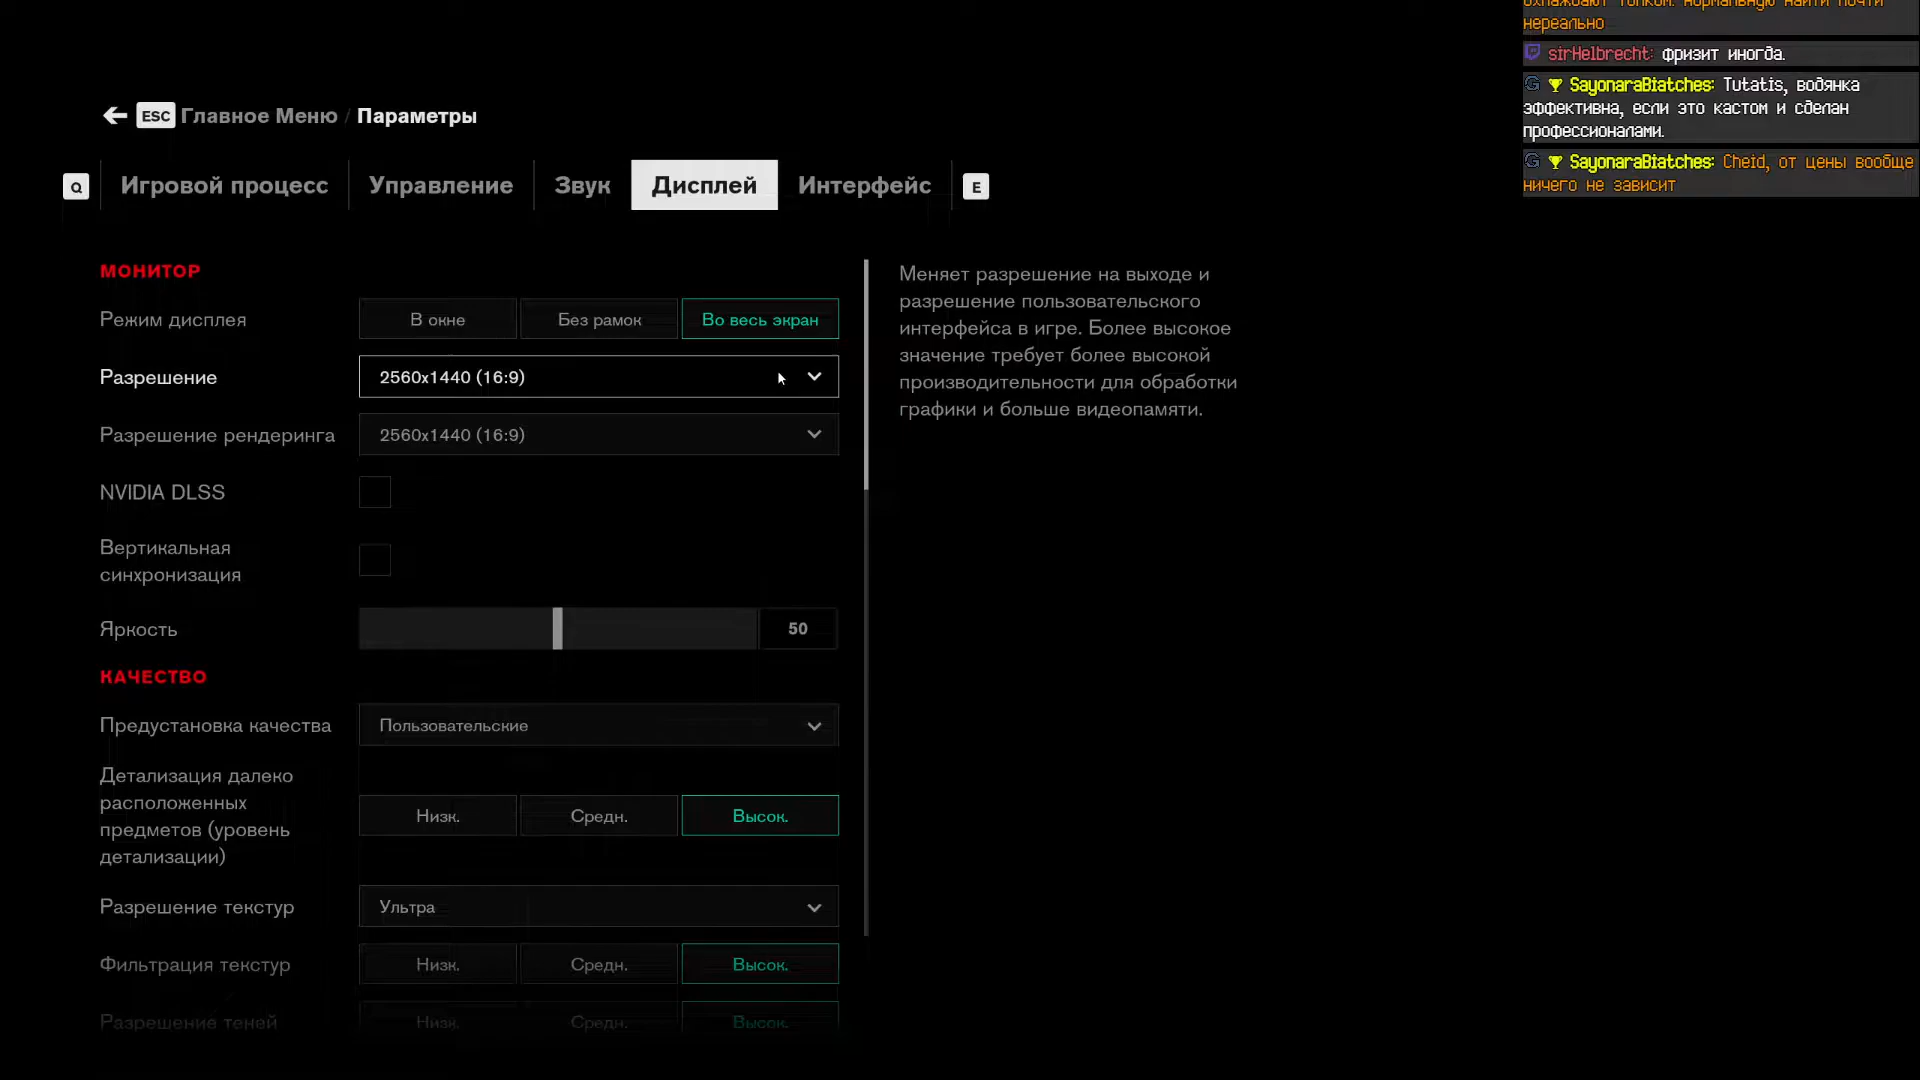 ESC Главное Меню / Параметры
Q Игровой процесс Управление Звук Дисплей Интерфейс E
МОНИТОР
Режим дисплея В окне Без рамок Во весь экран
Разрешение 2560x1440 (16:9)
Разрешение рендеринга 2560x1440 (16:9)
NVIDIA DLSS
Вертикальная
синхронизация
Яркость 50
КАЧЕСТВО
Предустановка качества Пользовательские
Детализация далеко
расположенных
предметов (уровень
детализации)
Низк. Средн. Высок.
Разрешение текстур Ультра
Фильтрация текстур Низк. Средн. Высок.
Разрешение теней Низк. Средн. Высок.
Меняет разрешение на выходе и
разрешение пользовательского
интерфейса в игре. Более высокое
значение требует более высокой
производительности для обработки
графики и больше видеопамяти.
нормальную найти почти
нереально
sirHelbrecht: фризит иногда.
SayonaraBiatches: Tutatis, водянка
эффективна, если это кастом и сделан
профессионалами.
SayonaraBiatches: Cheid, от цены вообще
ничего не зависит